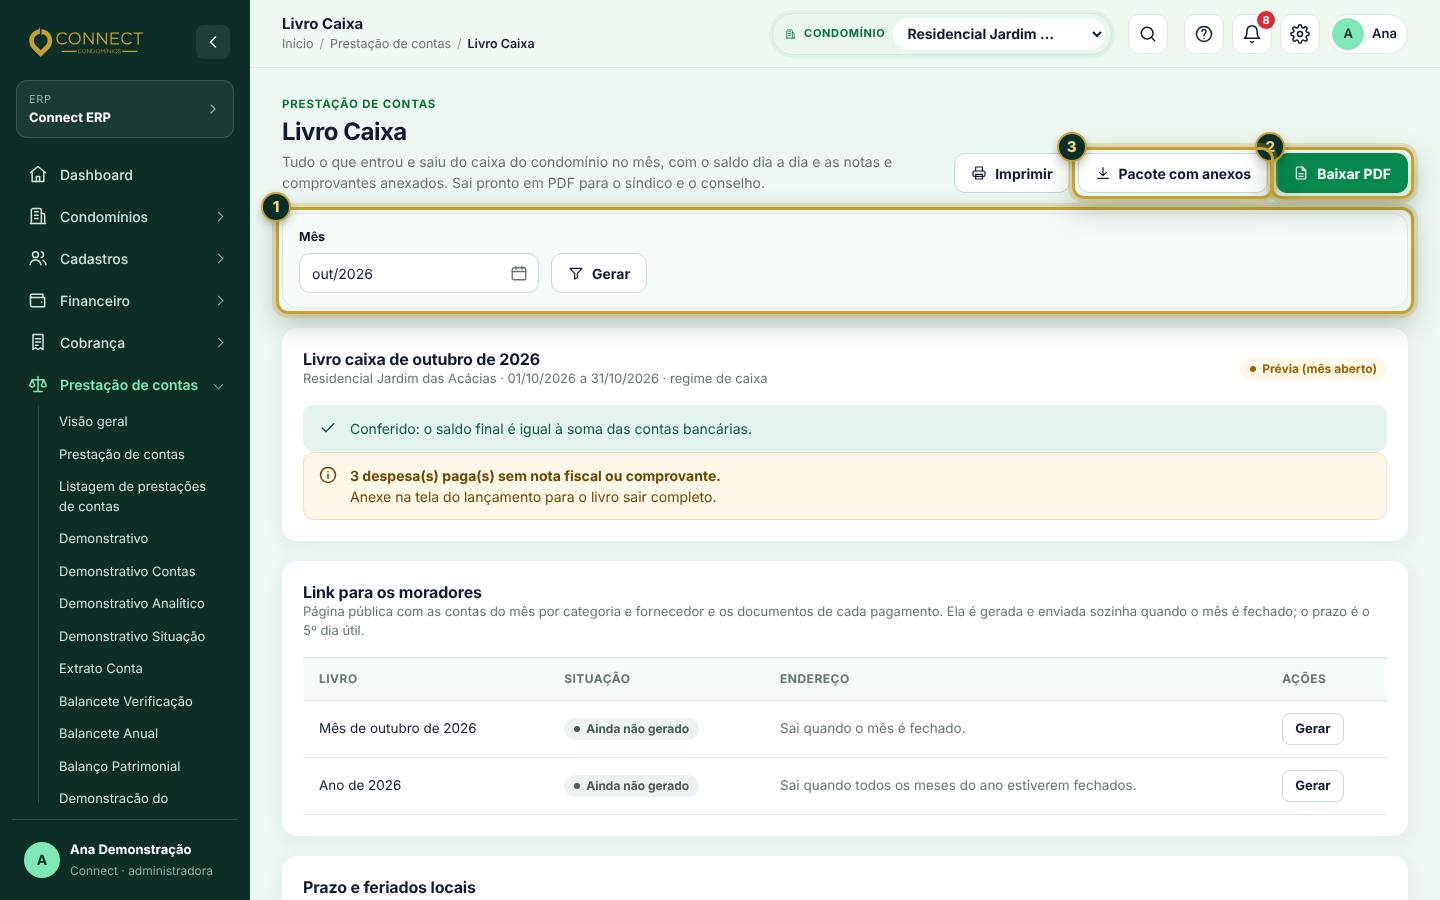 CONNECT
CONDOMÍNIOS
ERP
Connect ERP
Dashboard
Condomínios
Cadastros
Financeiro
Cobrança
Prestação de contas
Visão geral
Prestação de contas
Listagem de prestações
de contas
Demonstrativo
Demonstrativo Contas
Demonstrativo Analítico
Demonstrativo Situação
Extrato Conta
Balancete Verificação
Balancete Anual
Balanço Patrimonial
Demonstração do
A
Ana Demonstração
Connect · administradora
Livro Caixa
Início / Prestação de contas / Livro Caixa
CONDOMÍNIO
Residencial Jardim ...
8
A Ana
PRESTAÇÃO DE CONTAS
Livro Caixa
Tudo o que entrou e saiu do caixa do condomínio no mês, com o saldo dia a dia e as notas e
comprovantes anexados. Sai pronto em PDF para o síndico e o conselho.
Imprimir
3
Pacote com anexos
2
Baixar PDF
1
Mês
out/2026
Gerar
Livro caixa de outubro de 2026
Residencial Jardim das Acácias · 01/10/2026 a 31/10/2026 · regime de caixa
Prévia (mês aberto)
Conferido: o saldo final é igual à soma das contas bancárias.
3 despesa(s) paga(s) sem nota fiscal ou comprovante.
Anexe na tela do lançamento para o livro sair completo.
Link para os moradores
Página pública com as contas do mês por categoria e fornecedor e os documentos de cada pagamento. Ela é gerada e enviada sozinha quando o mês é fechado; o prazo é o
5º dia útil.
LIVRO SITUAÇÃO ENDEREÇO AÇÕES
Mês de outubro de 2026 Ainda não gerado Sai quando o mês é fechado. Gerar
Ano de 2026 Ainda não gerado Sai quando todos os meses do ano estiverem fechados. Gerar
Prazo e feriados locais